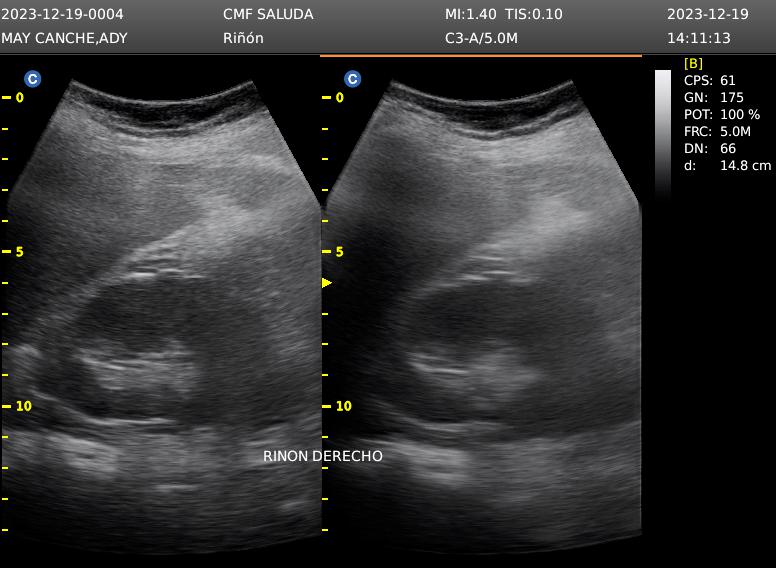 2023-12-19-0004 CMF SALUDA MI:1.40 TIS:0.10 2023-12-19
MAY CANCHE,ADY Riñón C3-A/5.0M 14:11:13
[B]
CPS: 61
GN: 175
POT: 100 %
FRC: 5.0M
DN: 66
d: 14.8 cm
C C
0 0
5 5
10 10
RINON DERECHO